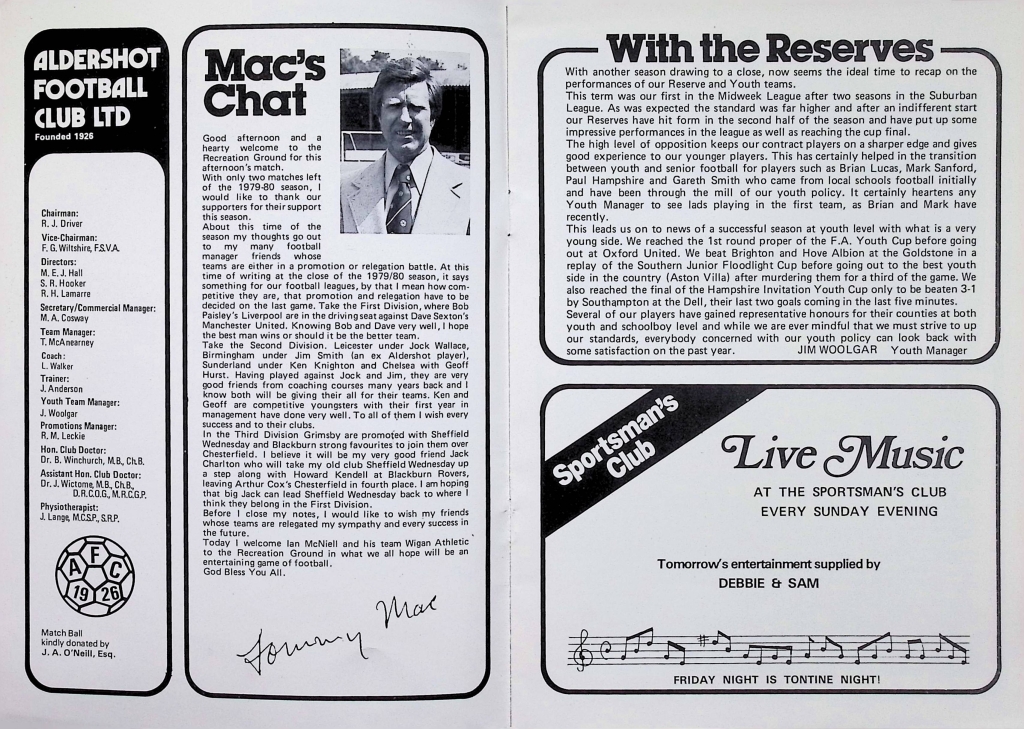 ALDERSHOT
FOOTBALL
CLUB LTD
Founded 1926
Chairman:
R. J. Driver
Vice-Chairman:
F. G. Wiltshire, F.S.V.A.
Directors:
M. E. J. Hall
S. R. Hooker
R. H. Lamarre
Secretary/Commercial Manager:
M. A. Cosway
Team Manager:
T. McAnearney
Coach:
L. Walker
Trainer:
J. Anderson
Youth Team Manager:
J. Woolgar
Promotions Manager:
R. M. Leckie
Hon. Club Doctor:
Dr. B. Winchurch, M.B., Ch.B.
Assistant Hon. Club Doctor:
Dr. J. Wictome, M.B., Ch.B.,
D.R.C.O.G., M.R.C.G.P.
Physiotherapist:
J. Lange, M.C.S.P., S.R.P.
A F C
19 26
Match Ball
kindly donated by
J. A. O'Neill, Esq.
Mac's
Chat
Good afternoon and a
hearty welcome to the
Recreation Ground for this
afternoon's match.
With only two matches left
of the 1979-80 season, I
would like to thank our
supporters for their support
this season.
About this time of the
season my thoughts go out
to my many football
manager friends whose
teams are either in a promotion or relegation battle. At this
time of writing at the close of the 1979/80 season, it says
something for our football leagues, by that I mean how com-
petitive they are, that promotion and relegation have to be
decided on the last game. Take the First Division, where Bob
Paisley's Liverpool are in the driving seat against Dave Sexton's
Manchester United. Knowing Bob and Dave very well, I hope
the best man wins or should it be the better team.
Take the Second Division. Leicester under Jock Wallace,
Birmingham under Jim Smith (an ex Aldershot player),
Sunderland under Ken Knighton and Chelsea with Geoff
Hurst. Having played against Jock and Jim, they are very
good friends from coaching courses many years back and I
know both will be giving their all for their teams. Ken and
Geoff are competitive youngsters with their first year in
management have done very well. To all of them I wish every
success and to their clubs.
In the Third Division Grimsby are promoted with Sheffield
Wednesday and Blackburn strong favourites to join them over
Chesterfield. I believe it will be my very good friend Jack
Charlton who will take my old club Sheffield Wednesday up
a step along with Howard Kendell at Blackburn Rovers,
leaving Arthur Cox's Chesterfield in fourth place. I am hoping
that big Jack can lead Sheffield Wednesday back to where I
think they belong in the First Division.
Before I close my notes, I would like to wish my friends
whose teams are relegated my sympathy and every success in
the future.
Today I welcome Ian McNiell and his team Wigan Athletic
to the Recreation Ground in what we all hope will be an
entertaining game of football.
God Bless You All.
Tommy Mac
With the Reserves
With another season drawing to a close, now seems the ideal time to recap on the
performances of our Reserve and Youth teams.
This term was our first in the Midweek League after two seasons in the Suburban
League. As was expected the standard was far higher and after an indifferent start
our Reserves have hit form in the second half of the season and have put up some
impressive performances in the league as well as reaching the cup final.
The high level of opposition keeps our contract players on a sharper edge and gives
good experience to our younger players. This has certainly helped in the transition
between youth and senior football for players such as Brian Lucas, Mark Sanford,
Paul Hampshire and Gareth Smith who came from local schools football initially
and have been through the mill of our youth policy. It certainly heartens any
Youth Manager to see lads playing in the first team, as Brian and Mark have
recently.
This leads us on to news of a successful season at youth level with what is a very
young side. We reached the 1st round proper of the F.A. Youth Cup before going
out at Oxford United. We beat Brighton and Hove Albion at the Goldstone in a
replay of the Southern Junior Floodlight Cup before going out to the best youth
side in the country (Aston Villa) after murdering them for a third of the game. We
also reached the final of the Hampshire Invitation Youth Cup only to be beaten 3-1
by Southampton at the Dell, their last two goals coming in the last five minutes.
Several of our players have gained representative honours for their counties at both
youth and schoolboy level and while we are ever mindful that we must strive to up
our standards, everybody concerned with our youth policy can look back with
some satisfaction on the past year. JIM WOOLGAR Youth Manager
Sportsman's
Club
Live Music
AT THE SPORTSMAN'S CLUB
EVERY SUNDAY EVENING
Tomorrow's entertainment supplied by
DEBBIE & SAM
FRIDAY NIGHT IS TONTINE NIGHT!